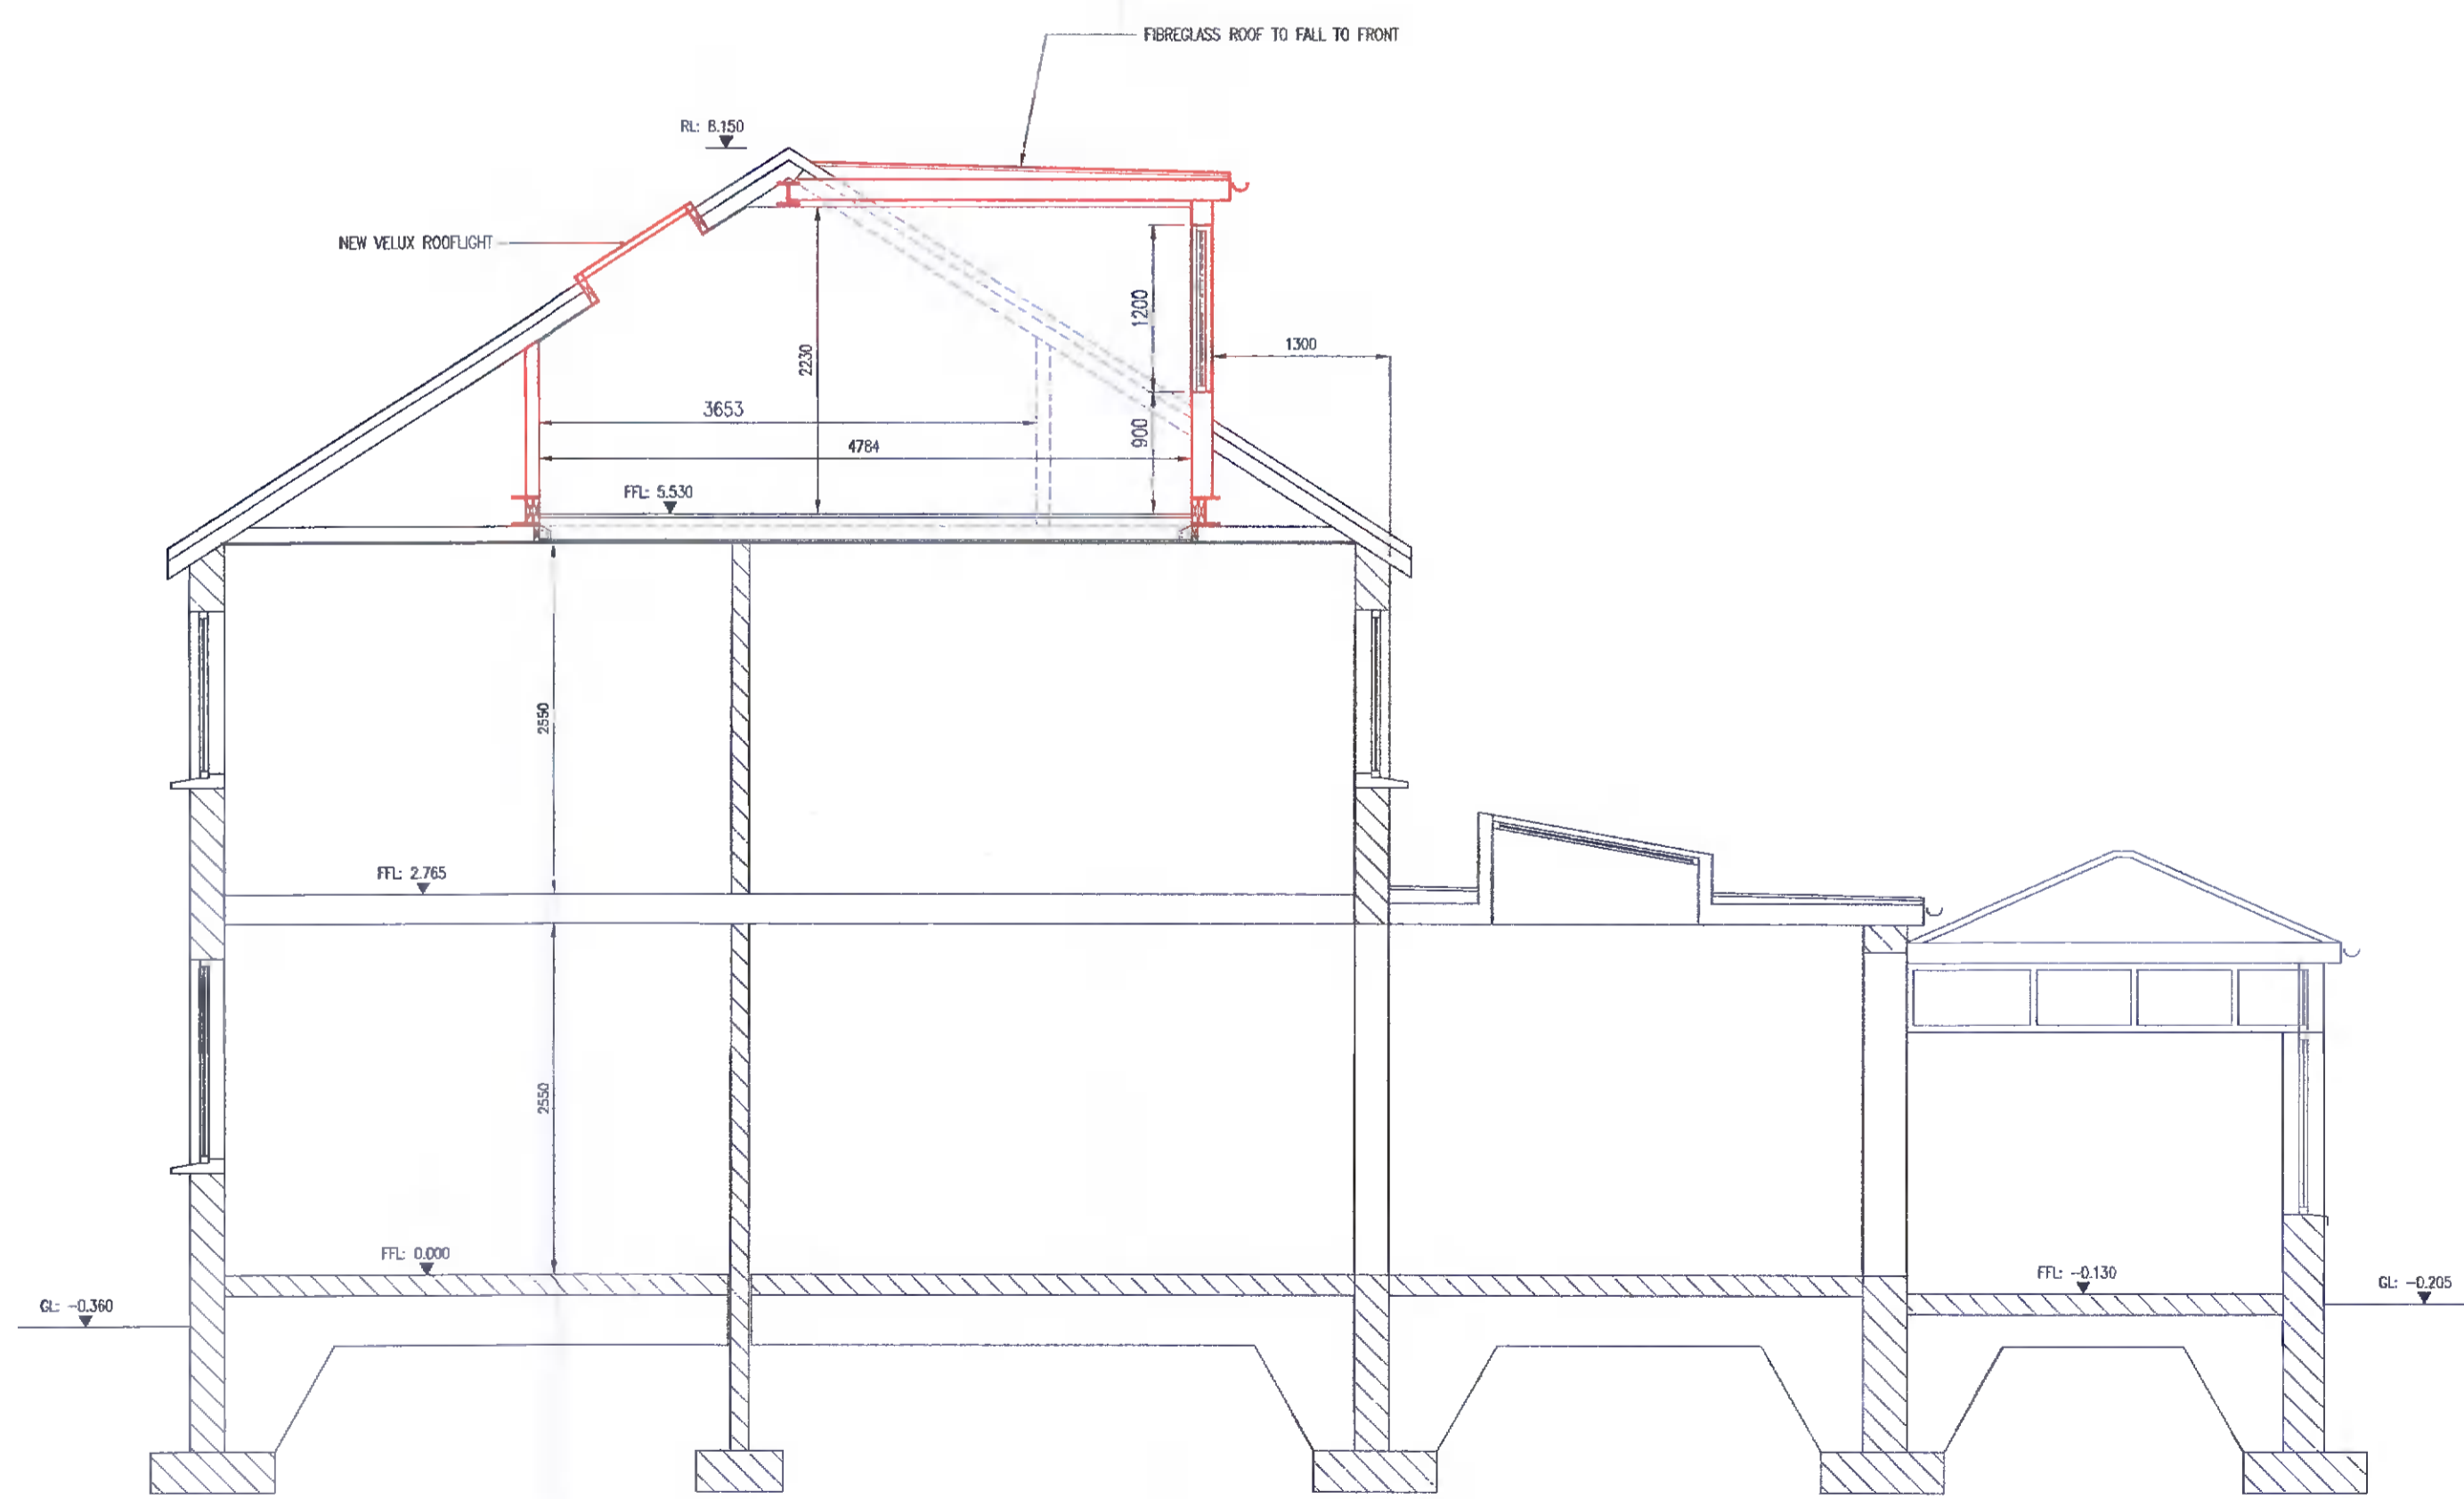 FIBREGLASS ROOF TO FALL TO FRONT
RL: 8.150
NEW VELUX ROOFLIGHT
1200
1300
2230
3653
900
4784
FFL: 5.530
2550
FFL: 2.765
2550
FFL: 0.000
FFL: -0.130
GL: -0.205
GL: -0.360